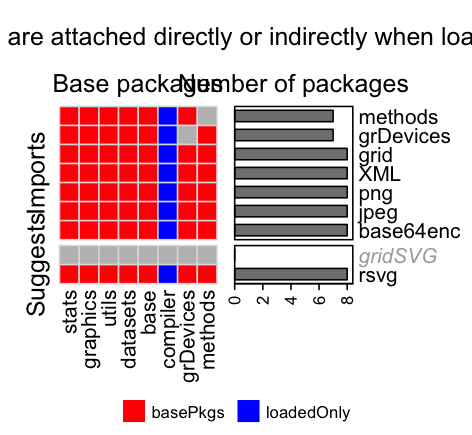 are attached directly or indirectly when loa
Base packages
Number of packages
Imports
Suggests
methods
grDevices
grid
XML
png
jpeg
base64enc
gridSVG
rsvg
0 2 4 6 8
stats
graphics
utils
datasets
base
compiler
grDevices
methods
basePkgs
loadedOnly